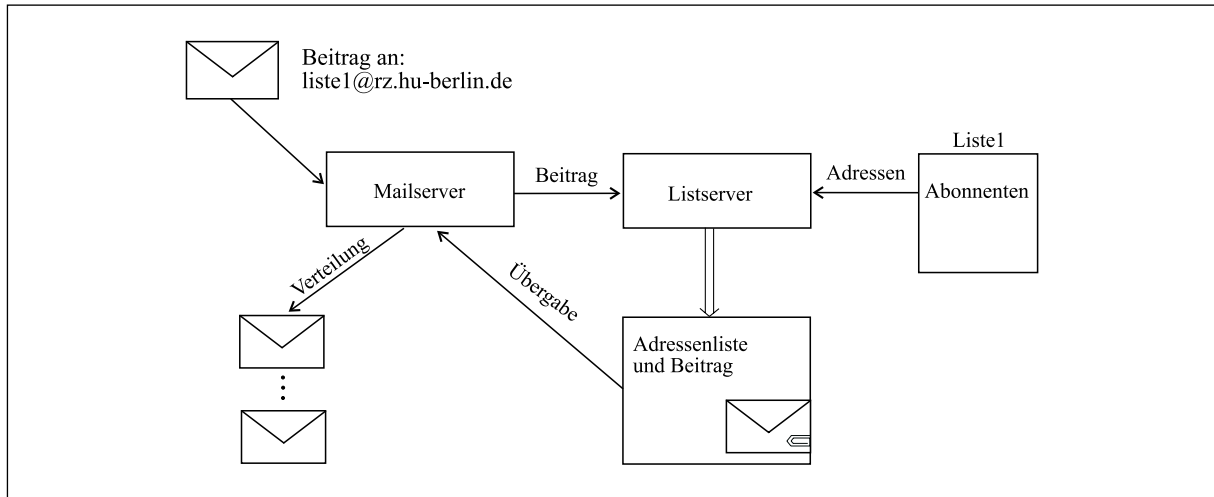 Beitrag an:
liste1@rz.hu-berlin.de
Liste1
Mailserver
Beitrag
Listserver
Adressen
Abonnenten
Verteilung
Übergabe
Adressenliste
und Beitrag